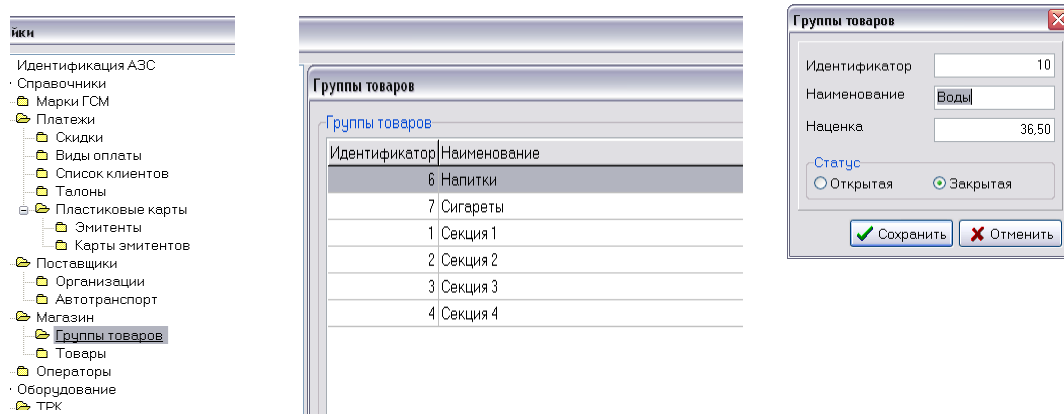 йки
Идентификация АЗС
Справочники
Марки ГСМ
Платежи
Скидки
Виды оплаты
Список клиентов
Талоны
Пластиковые карты
Эмитенты
Карты эмитентов
Поставщики
Организации
Автотранспорт
Магазин
Группы товаров
Товары
Операторы
Оборудование
ТРК
Группы товаров
Группы товаров
Идентификатор Наименование
6 Напитки
7 Сигареты
1 Секция 1
2 Секция 2
3 Секция 3
4 Секция 4
Группы товаров
Идентификатор 10
Наименование Воды
Наценка 36,50
Статус
Открытая Закрытая
Сохранить Отменить